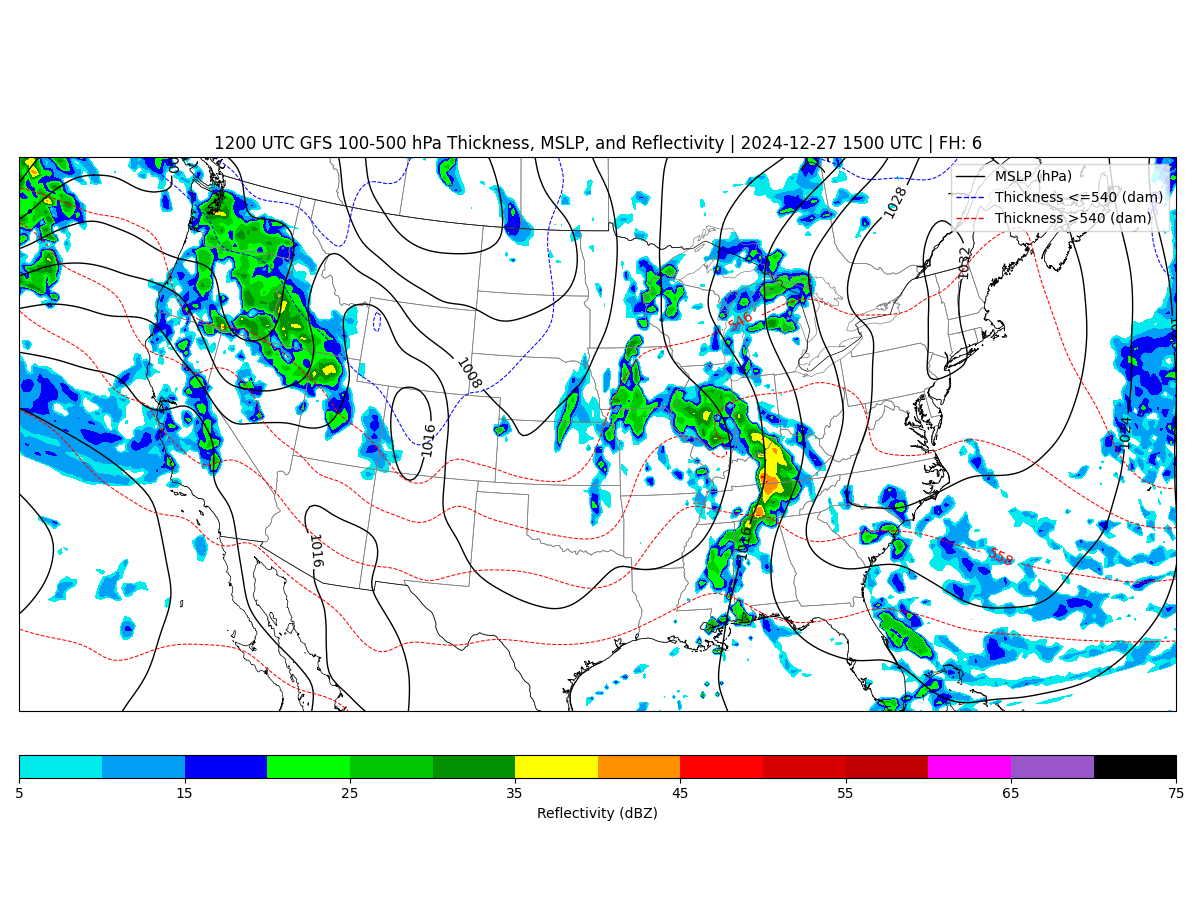 1200 UTC GFS 100-500 hPa Thickness, MSLP, and Reflectivity | 2024-12-27 1500 UTC | FH: 6
MSLP (hPa)
Thickness <=540 (dam)
Thickness >540 (dam)
1028
1032
546
1008
1016
1024
1016
1016
558
5 15 25 35 45 55 65 75
Reflectivity (dBZ)